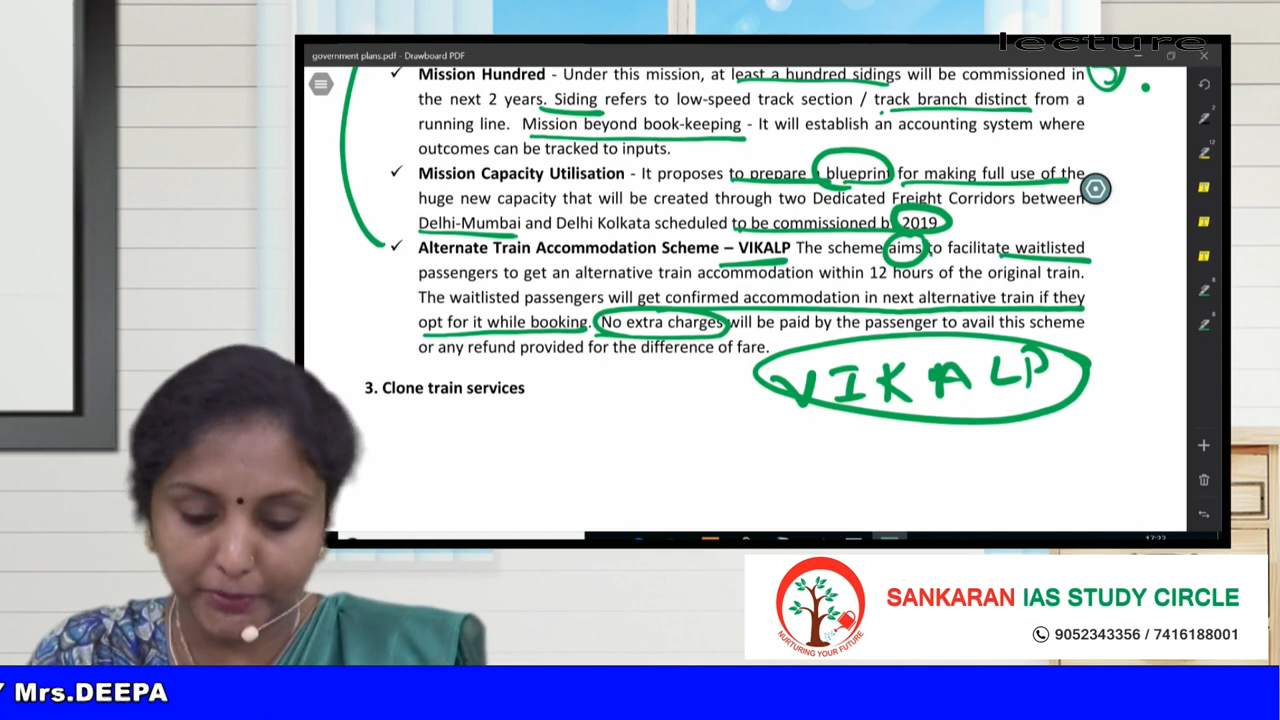 lecture
government plans.pdf - Drawboard PDF
✓ Mission Hundred - Under this mission, at least a hundred sidings will be commissioned in
the next 2 years. Siding refers to low-speed track section / track branch distinct from a
running line. Mission beyond book-keeping - It will establish an accounting system where
outcomes can be tracked to inputs.
✓ Mission Capacity Utilisation - It proposes to prepare a blueprint for making full use of the
huge new capacity that will be created through two Dedicated Freight Corridors between
Delhi-Mumbai and Delhi Kolkata scheduled to be commissioned by 2019
✓ Alternate Train Accommodation Scheme – VIKALP The scheme aims to facilitate waitlisted
passengers to get an alternative train accommodation within 12 hours of the original train.
The waitlisted passengers will get confirmed accommodation in next alternative train if they
opt for it while booking. No extra charges will be paid by the passenger to avail this scheme
or any refund provided for the difference of fare.
VIKALP
3. Clone train services
NURTURING YOUR FUTURE
SANKARAN IAS STUDY CIRCLE
9052343356 / 7416188001
Y Mrs.DEEPA